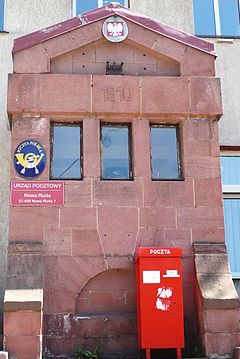 1910
POCZTA POLSKA
URZĄD POCZTOWY
Nowa Ruda
57-400 Nowa Ruda 1
POCZTA